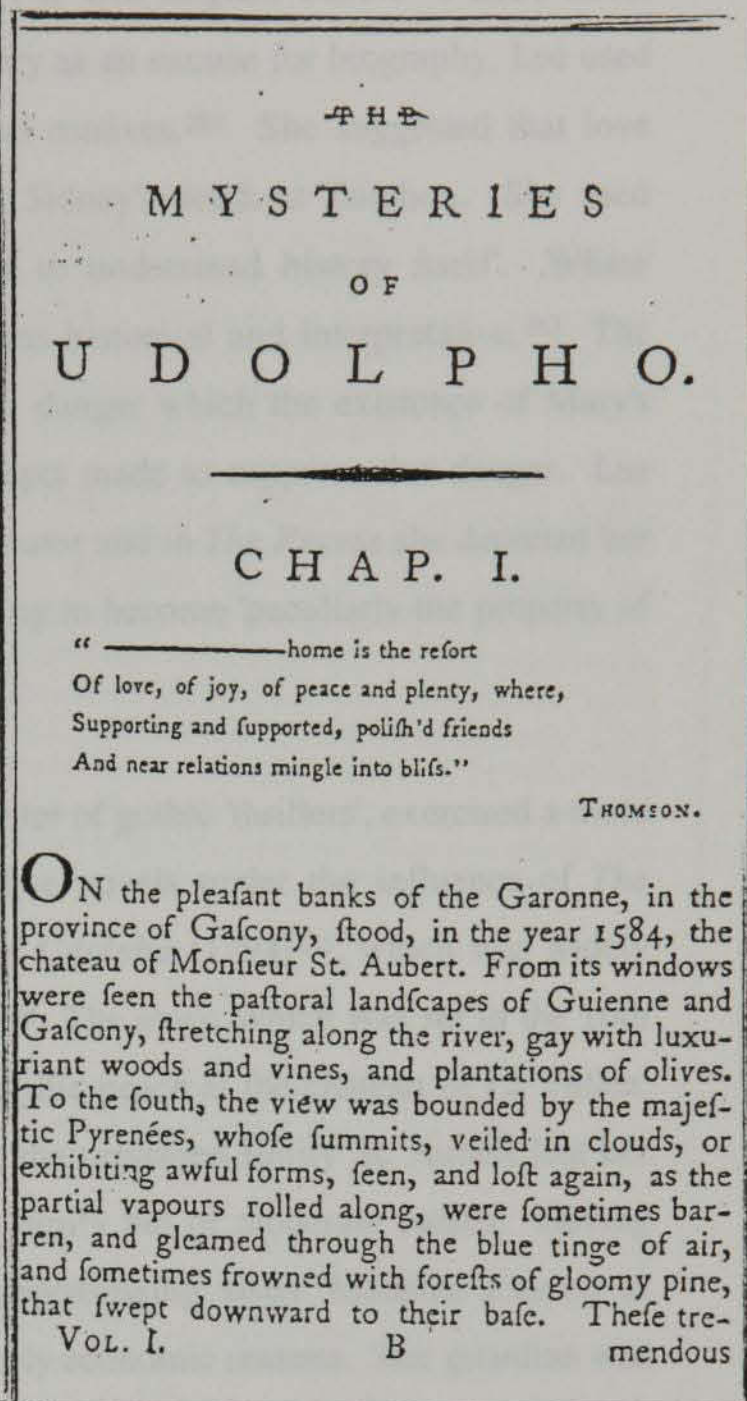 THE
MYSTERIES
OF
UDOLPHO.
CHAP. I.
“ ————home is the reſort
Of love, of joy, of peace and plenty, where,
Supporting and ſupported, poliſh'd friends
And near relations mingle into bliſs.”
THOMSON.
ON the pleaſant banks of the Garonne, in the
province of Gaſcony, ſtood, in the year 1584, the
chateau of Monſieur St. Aubert. From its windows
were ſeen the paſtoral landſcapes of Guienne and
Gaſcony, ſtretching along the river, gay with luxu-
riant woods and vines, and plantations of olives.
To the ſouth, the view was bounded by the majeſ-
tic Pyrenées, whoſe ſummits, veiled in clouds, or
exhibiting awful forms, ſeen, and loſt again, as the
partial vapours rolled along, were ſometimes bar-
ren, and gleamed through the blue tinge of air,
and ſometimes frowned with foreſts of gloomy pine,
that ſwept downward to their baſe. Theſe tre-
VOL. I. B mendous